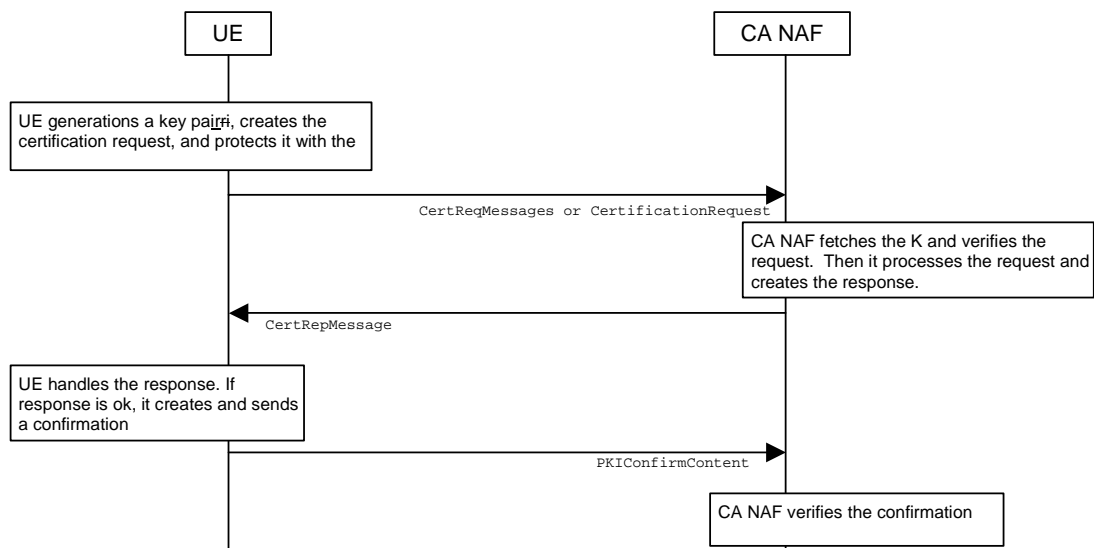 UE
CA NAF
UE generations a key pairri, creates the
certification request, and protects it with the
CertReqMessages or CertificationRequest
CA NAF fetches the K and verifies the
request. Then it processes the request and
creates the response.
CertRepMessage
UE handles the response. If
response is ok, it creates and sends
a confirmation
PKIConfirmContent
CA NAF verifies the confirmation